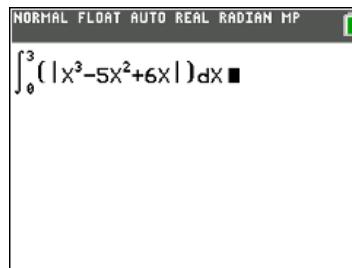 NORMAL FLOAT AUTO REAL RADIAN MP
∫₀³(|X³-5X²+6X|)dX